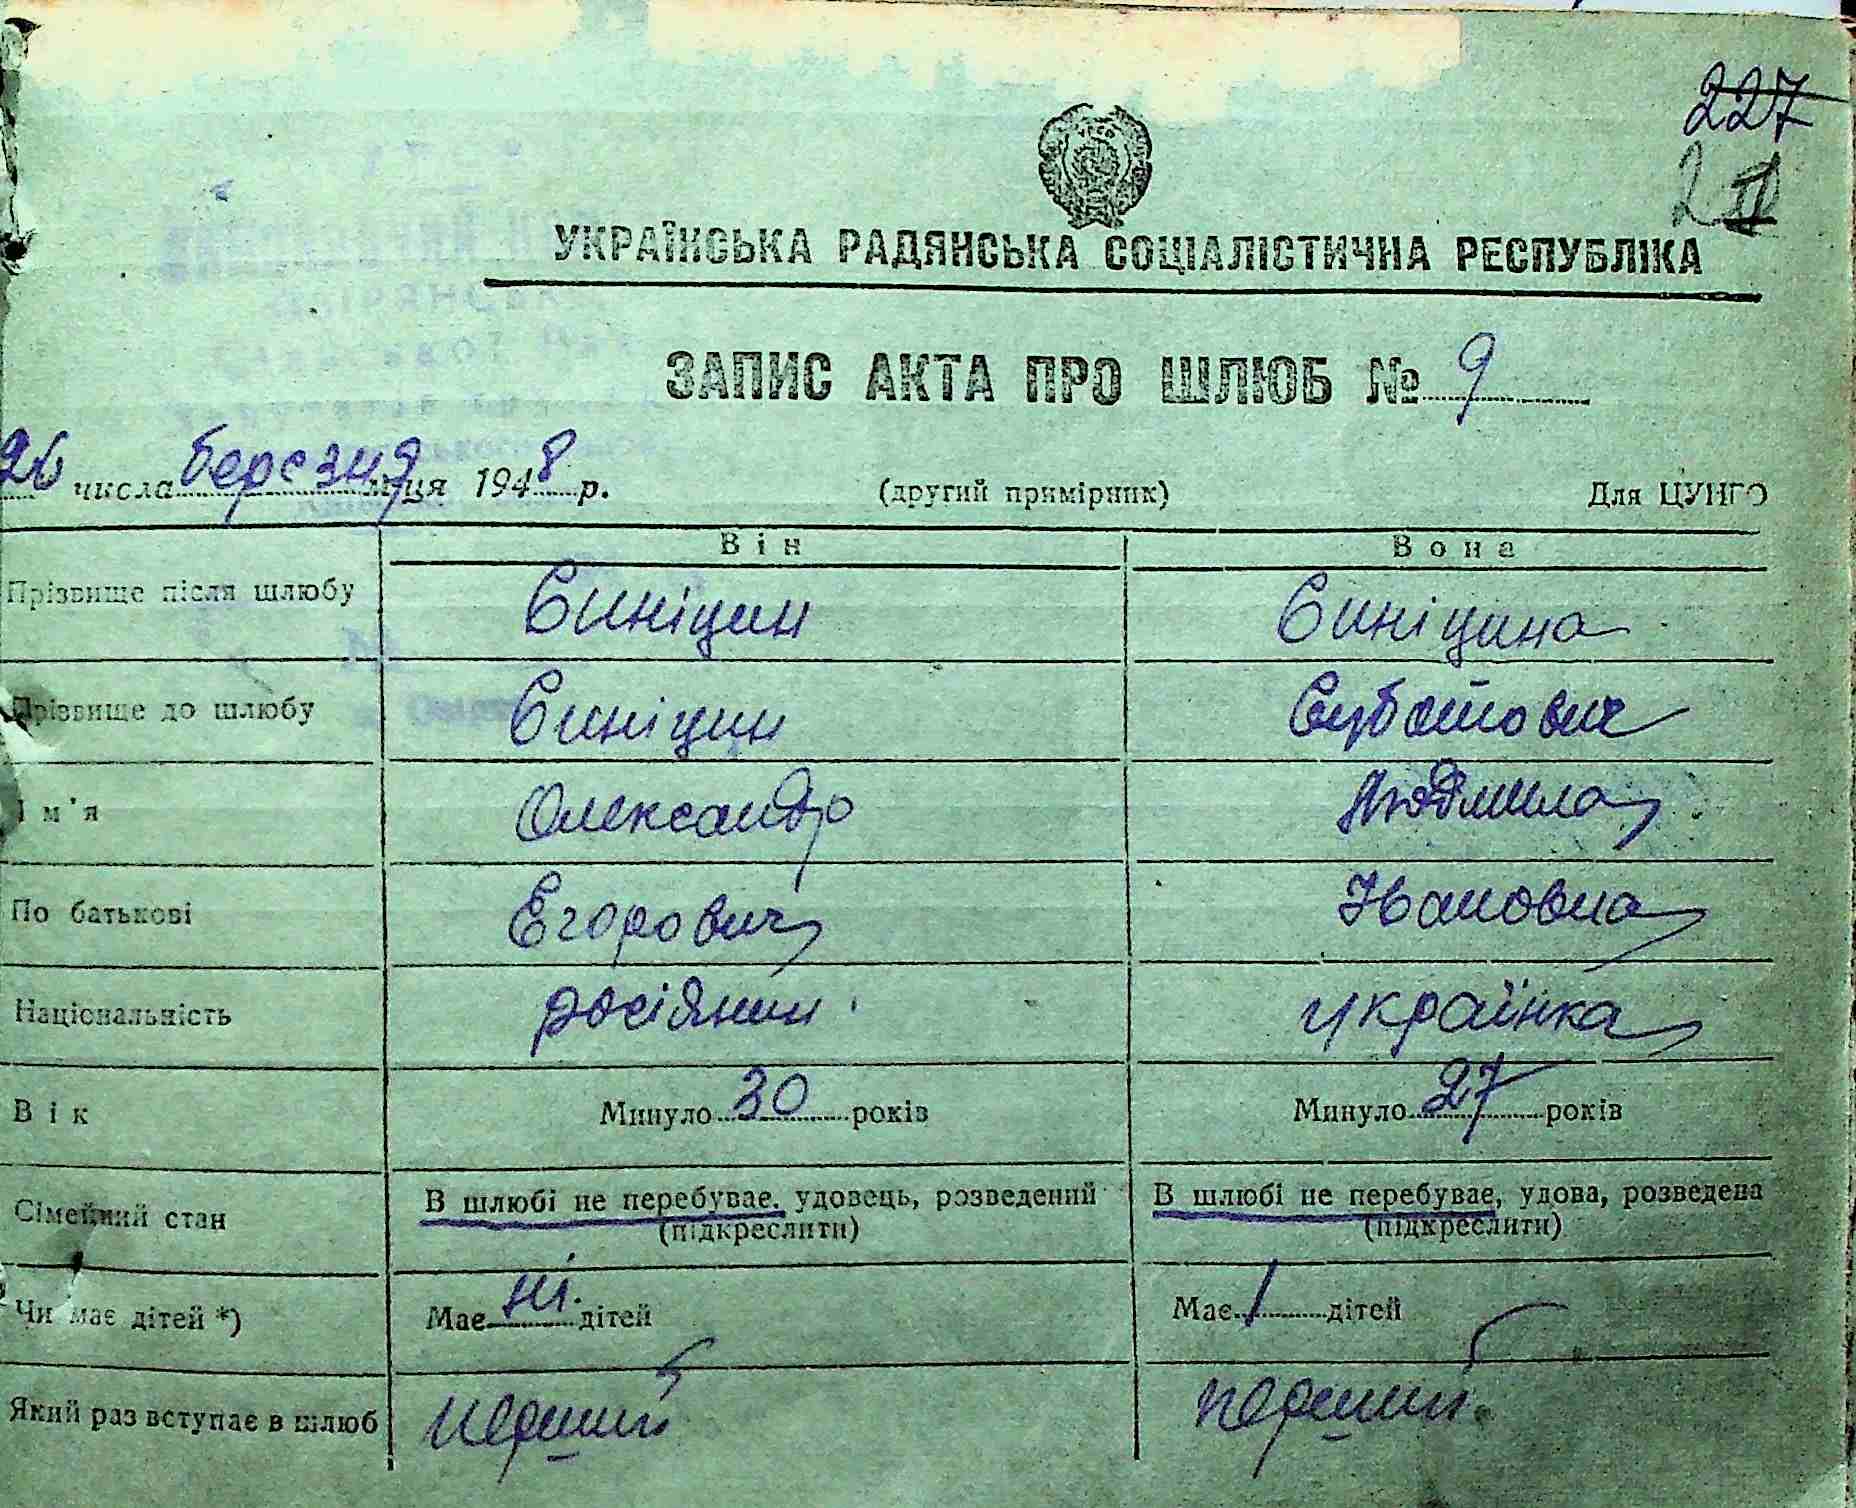 227
2
УРСР
УКРАЇНСЬКА РАДЯНСЬКА СОЦІАЛІСТИЧНА РЕСПУБЛІКА
ЗАПИС АКТА ПРО ШЛЮБ № 9
26 числа березня м-ця 1948 р. (другий примірник) Для ЦУНГО
Він Вона
Прізвище після шлюбу Синіцин Синіцина
Прізвище до шлюбу Синіцин Субатович
Ім'я Олександр Людмила
По батькові Егорович Ивановна
Національність росіянин українка
Вік Минуло 30 років Минуло 27 років
Сімейний стан В шлюбі не перебуває, удовець, розведений В шлюбі не перебуває, удова, розведена
(підкреслити) (підкреслити)
Чи має дітей *) Має ні. дітей Має 1 дітей
Який раз вступає в шлюб перший перший